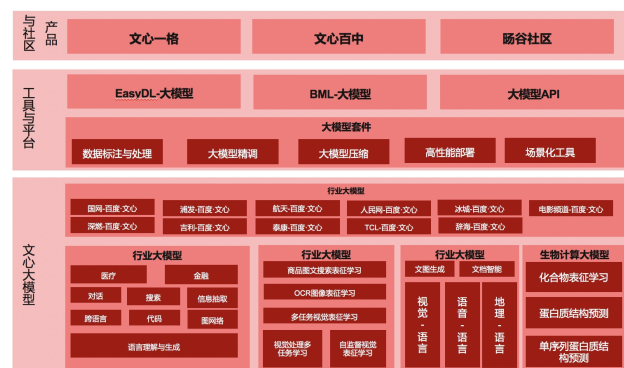 产品
与社区
文心一格
文心百中
旸谷社区
工具与平台
EasyDL-大模型
BML-大模型
大模型API
大模型套件
数据标注与处理
大模型精调
大模型压缩
高性能部署
场景化工具
文心大模型
行业大模型
国网-百度·文心
浦发-百度·文心
航天-百度·文心
人民网-百度·文心
冰城-百度·文心
电影频道-百度·文心
深燃-百度·文心
吉利-百度·文心
泰康-百度·文心
TCL-百度·文心
辞海-百度·文心
行业大模型
医疗
金融
对话
搜索
信息抽取
跨语言
代码
图网络
语言理解与生成
行业大模型
商品图文搜索表征学习
OCR图像表征学习
多任务视觉表征学习
视觉处理多
任务学习
自监督视觉
表征学习
行业大模型
文图生成
文档智能
视觉-语言
语音-语言
地理-语言
生物计算大模型
化合物表征学习
蛋白质结构预测
单序列蛋白质结
构预测